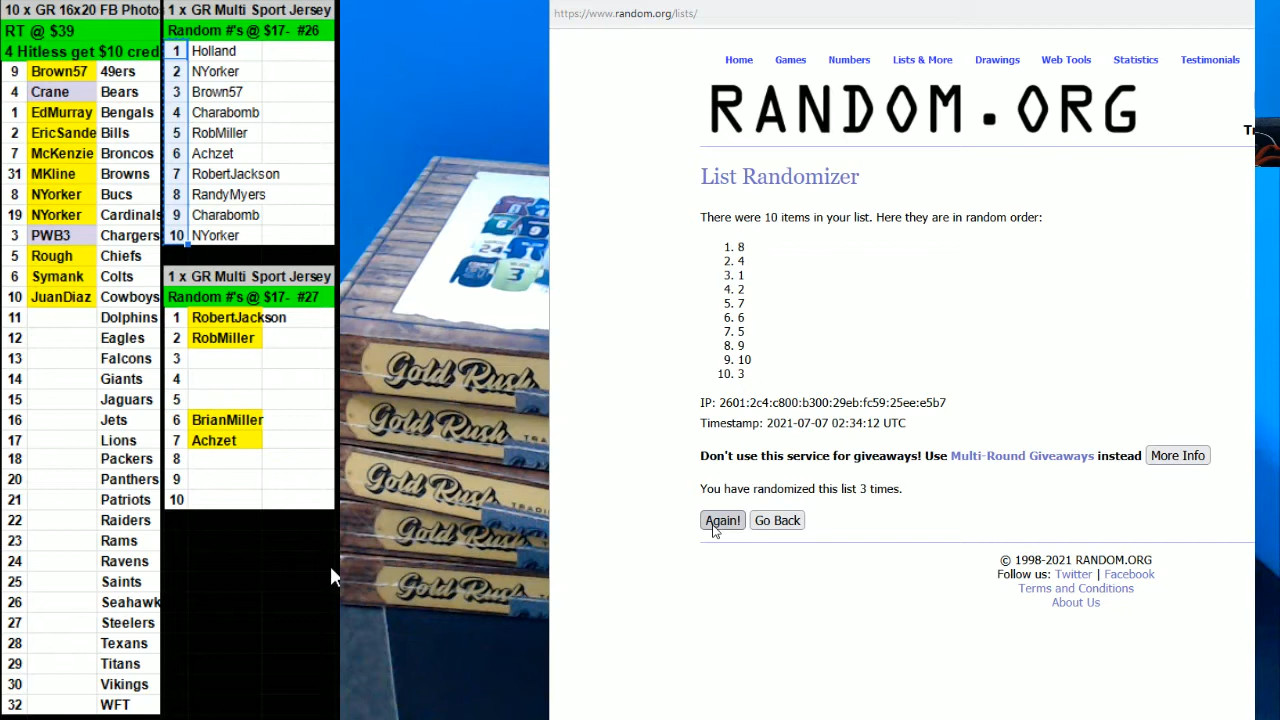 10 x GR 16x20 FB Photo
RT @ $39
4 Hitless get $10 cred
9 Brown57 49ers
4 Crane Bears
1 EdMurray Bengals
2 EricSande Bills
7 McKenzie Broncos
31 MKline Browns
8 NYorker Bucs
19 NYorker Cardinals
3 PWB3 Chargers
5 Rough Chiefs
6 Symank Colts
10 JuanDiaz Cowboys
11 Dolphins
12 Eagles
13 Falcons
14 Giants
15 Jaguars
16 Jets
17 Lions
18 Packers
20 Panthers
21 Patriots
22 Raiders
23 Rams
24 Ravens
25 Saints
26 Seahawk
27 Steelers
28 Texans
29 Titans
30 Vikings
32 WFT
1 x GR Multi Sport Jersey
Random #'s @ $17- #26
1 Holland
2 NYorker
3 Brown57
4 Charabomb
5 RobMiller
6 Achzet
7 RobertJackson
8 RandyMyers
9 Charabomb
10 NYorker
1 x GR Multi Sport Jersey
Random #'s @ $17- #27
1 RobertJackson
2 RobMiller
3
4
5
6 BrianMiller
7 Achzet
8
9
10
Gold Rush
Gold Rush
Gold Rush
Gold Rush
Gold Rush
https://www.random.org/lists/
Home Games Numbers Lists & More Drawings Web Tools Statistics Testimonials
RANDOM.ORG
List Randomizer
There were 10 items in your list. Here they are in random order:
1. 8
2. 4
3. 1
4. 2
5. 7
6. 6
7. 5
8. 9
9. 10
10. 3
IP: 2601:2c4:c800:b300:29eb:fc59:25ee:e5b7
Timestamp: 2021-07-07 02:34:12 UTC
Don't use this service for giveaways! Use Multi-Round Giveaways instead More Info
You have randomized this list 3 times.
Again! Go Back
© 1998-2021 RANDOM.ORG
Follow us: Twitter | Facebook
Terms and Conditions
About Us